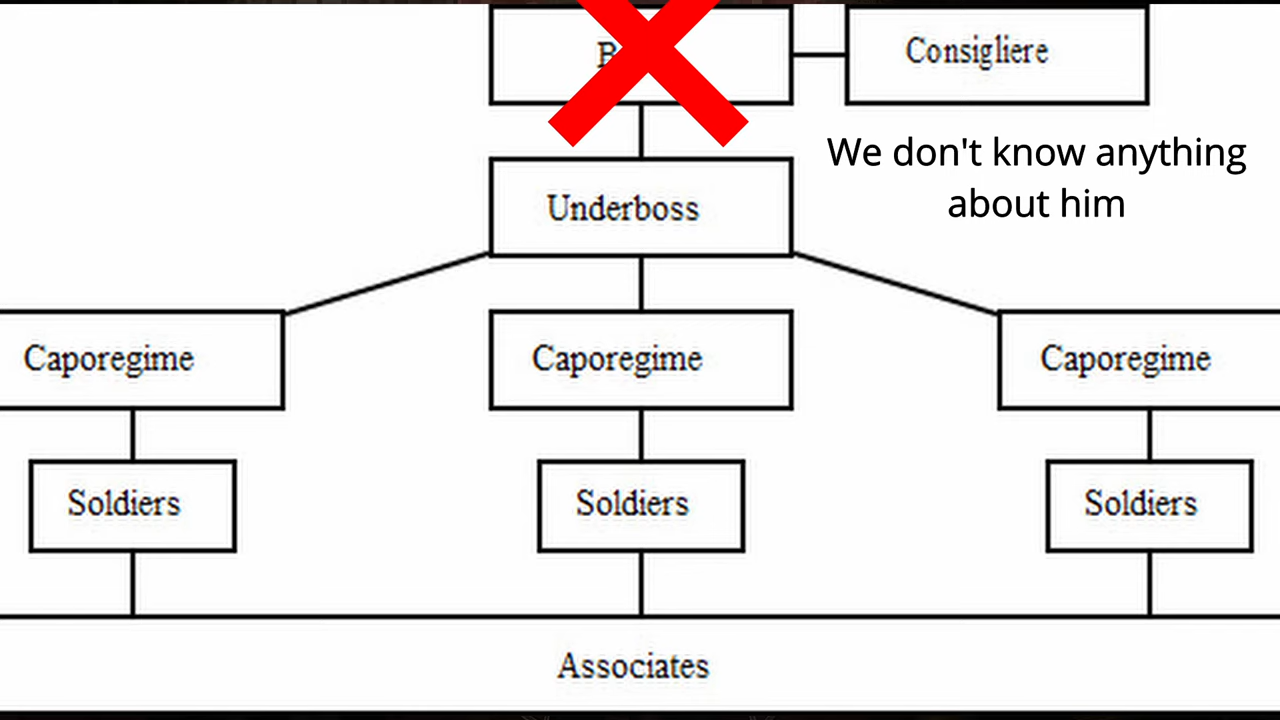 Consigliere
We don't know anything
about him
Underboss
Caporegime
Caporegime
Caporegime
Soldiers
Soldiers
Soldiers
Associates